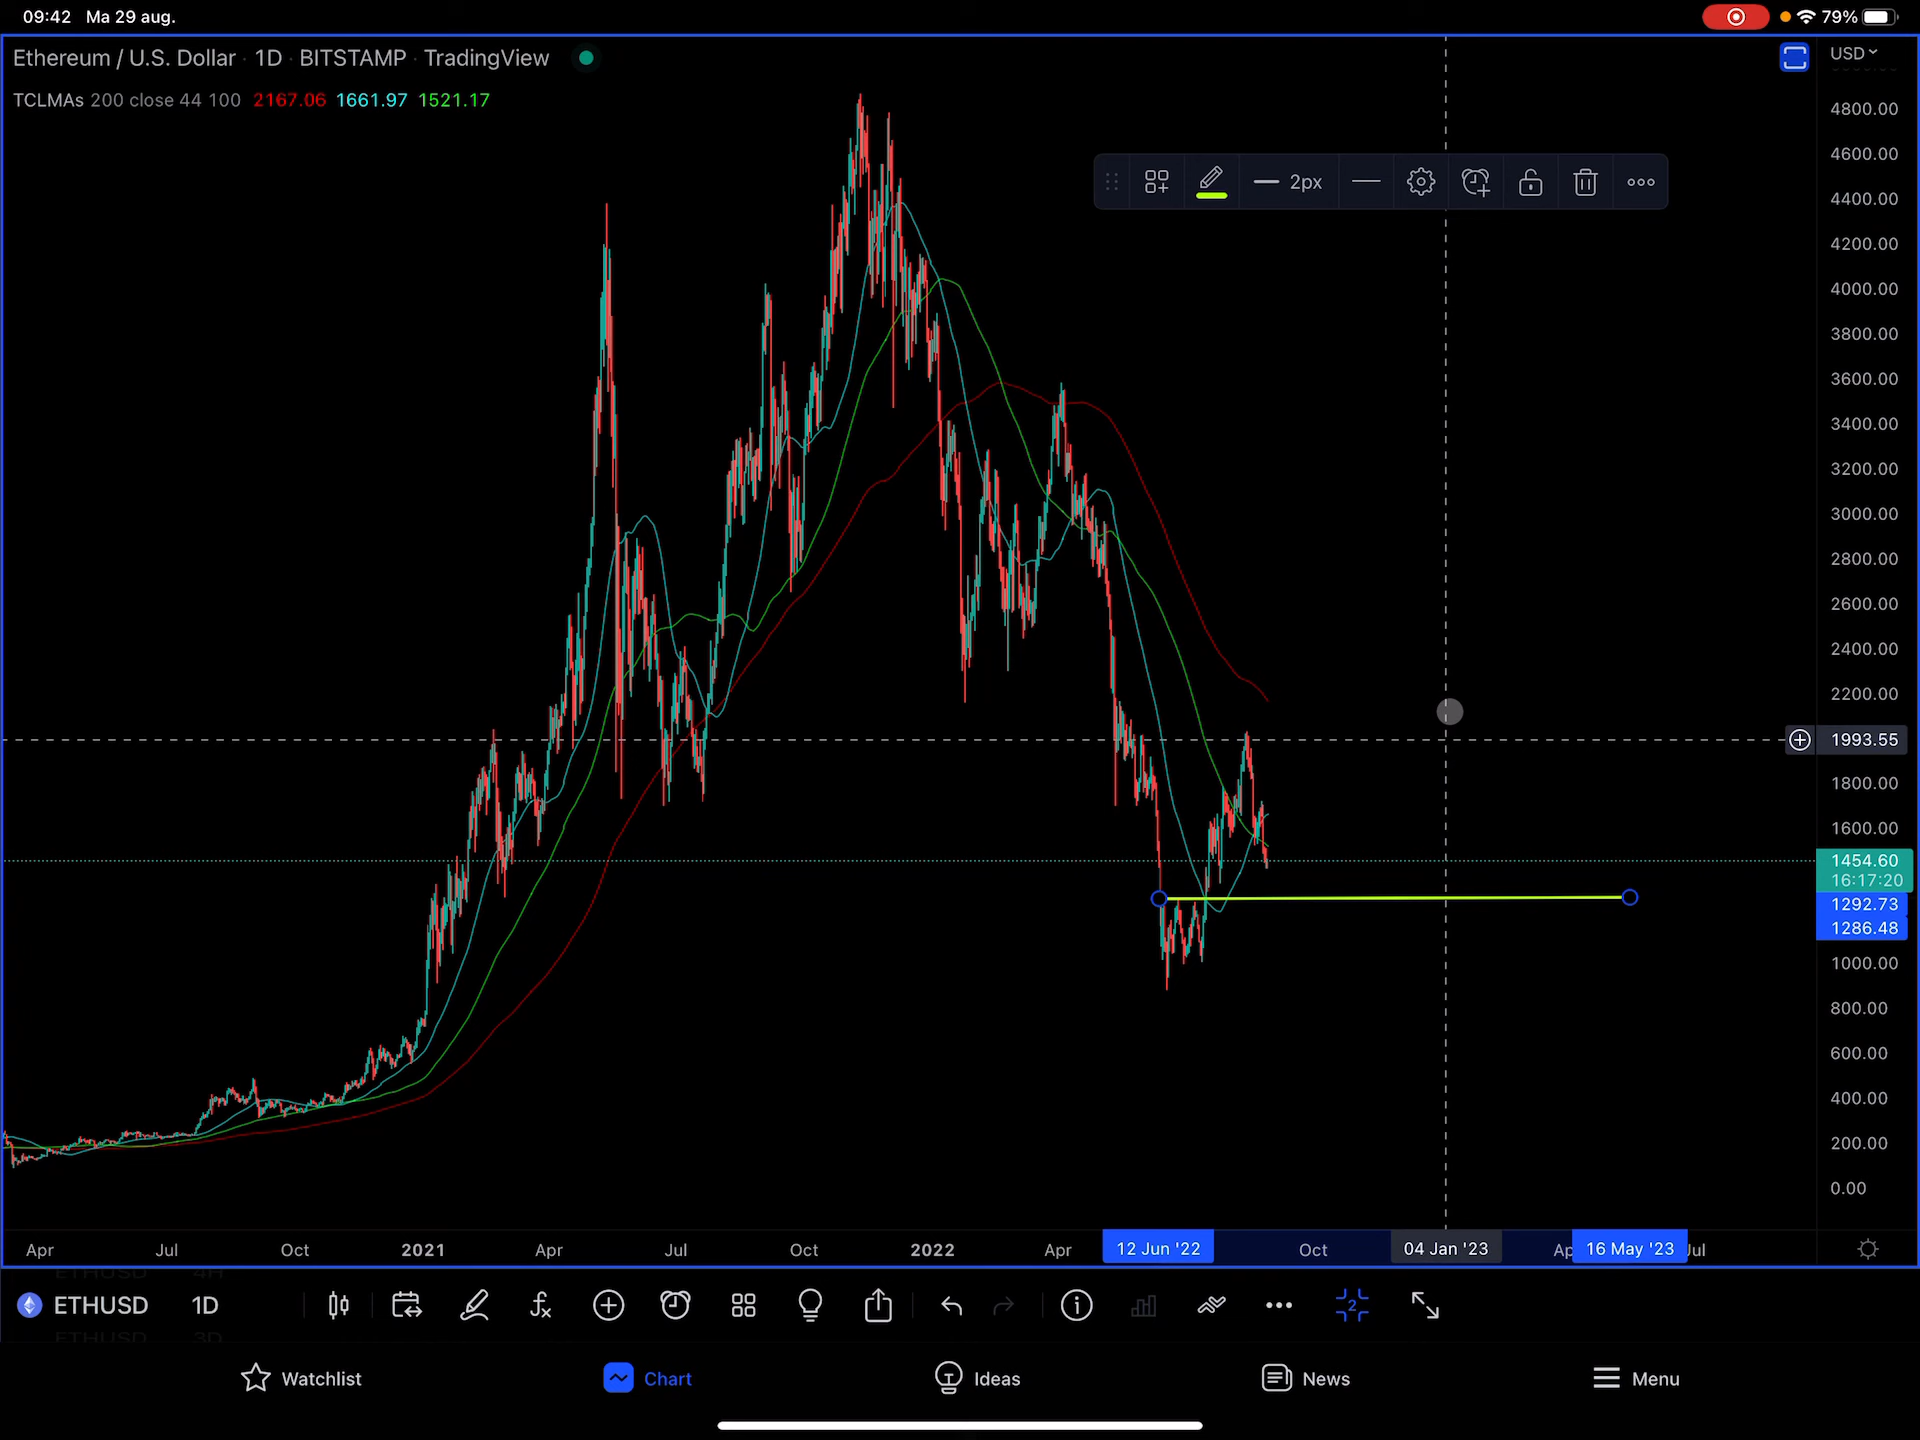 09:42 Ma 29 aug. 79%
Ethereum / U.S. Dollar · 1D · BITSTAMP · TradingView
USD
TCLMAs 200 close 44 100 2167.06 1661.97 1521.17
4800.00
4600.00
2px
4400.00
4200.00
4000.00
3800.00
3600.00
3400.00
3200.00
3000.00
2800.00
2600.00
2400.00
2200.00
1993.55
1800.00
1600.00
1454.60
16:17:20
1292.73
1286.48
1000.00
800.00
600.00
400.00
200.00
0.00
Apr Jul Oct 2021 Apr Jul Oct 2022 Apr 12 Jun '22 Oct 04 Jan '23 Ap 16 May '23 Jul
ETHUSD 4H
ETHUSD 1D
2
ETHUSD 3D
Watchlist Chart Ideas News Menu